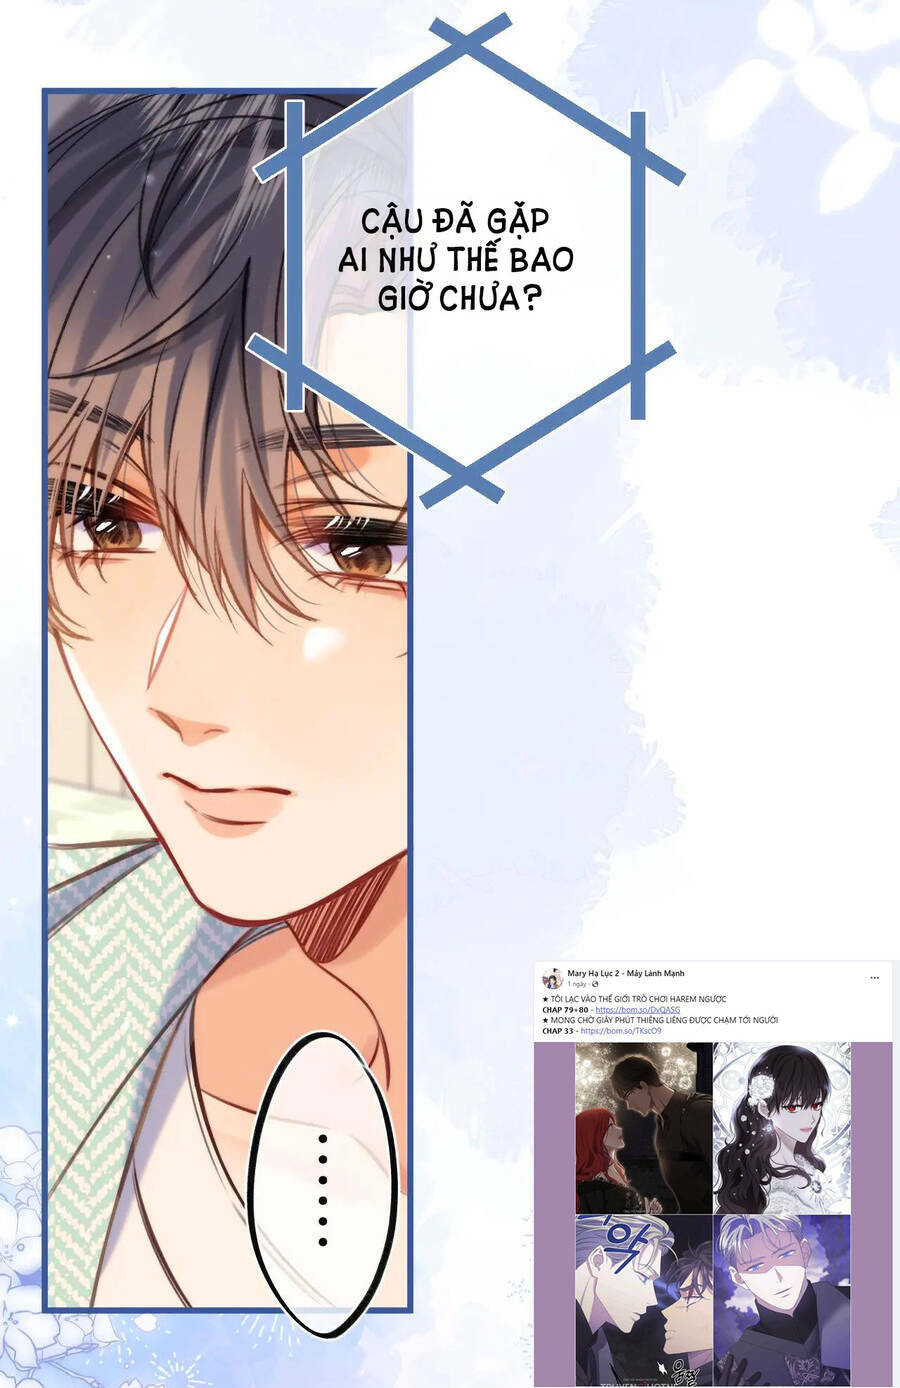 CẬU ĐÃ GẶP
AI NHƯ THẾ BAO
GIỜ CHƯA?
Mary Hạ Lục 2 - Máy Lánh Mạnh
1 ngày ·
★ TÔI LẠC VÀO THẾ GIỚI TRÒ CHƠI HAREM NGƯỢC
CHAP 79+80 - https://bom.so/DvQASG
★ MONG CHỜ GIÂY PHÚT THIÊNG LIÊNG ĐƯỢC CHẠM TỚI NGƯỜI
CHAP 33 - https://bom.so/TKscO9
······